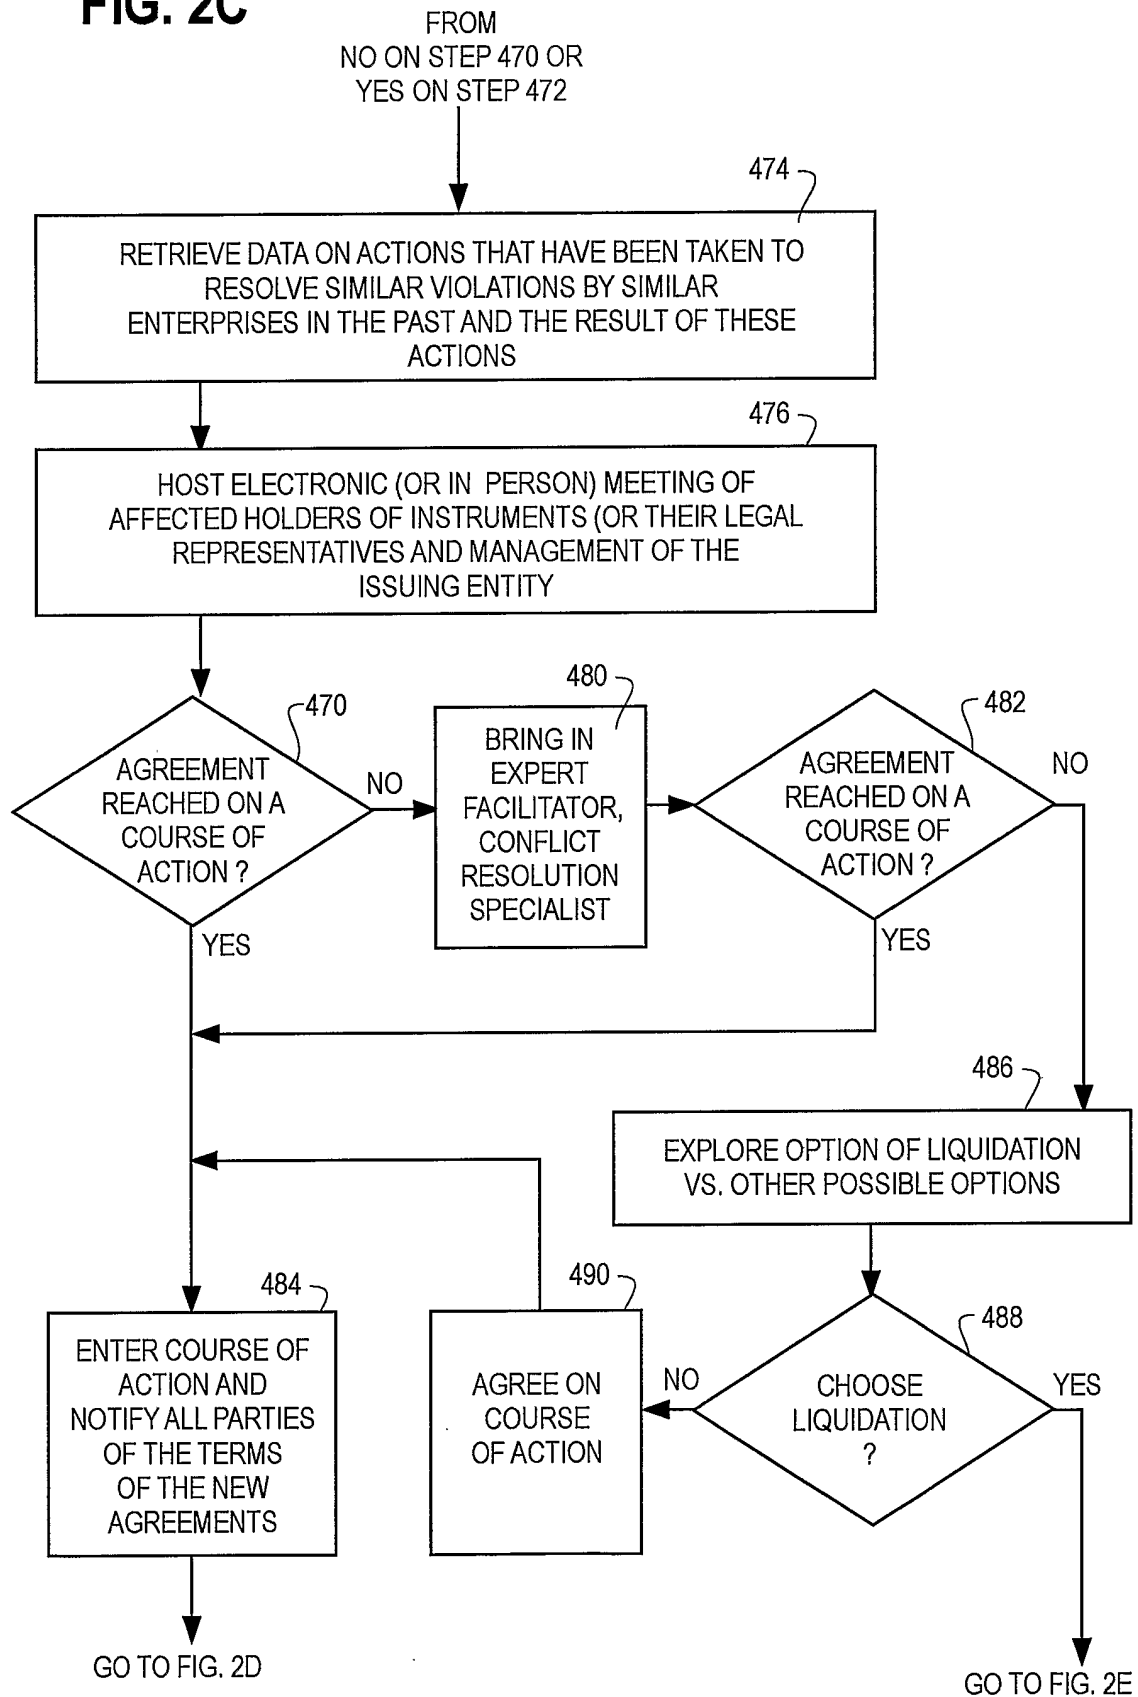 FIG. 2C
FROM
NO ON STEP 470 OR
YES ON STEP 472
474
RETRIEVE DATA ON ACTIONS THAT HAVE BEEN TAKEN TO
RESOLVE SIMILAR VIOLATIONS BY SIMILAR
ENTERPRISES IN THE PAST AND THE RESULT OF THESE
ACTIONS
476
HOST ELECTRONIC (OR IN PERSON) MEETING OF
AFFECTED HOLDERS OF INSTRUMENTS (OR THEIR LEGAL
REPRESENTATIVES AND MANAGEMENT OF THE
ISSUING ENTITY
470
AGREEMENT
REACHED ON A
COURSE OF
ACTION ?
NO
YES
480
BRING IN
EXPERT
FACILITATOR,
CONFLICT
RESOLUTION
SPECIALIST
482
AGREEMENT
REACHED ON A
COURSE OF
ACTION ?
NO
YES
486
EXPLORE OPTION OF LIQUIDATION
VS. OTHER POSSIBLE OPTIONS
484
ENTER COURSE OF
ACTION AND
NOTIFY ALL PARTIES
OF THE TERMS
OF THE NEW
AGREEMENTS
490
AGREE ON
COURSE
OF ACTION
NO
488
CHOOSE
LIQUIDATION
?
YES
GO TO FIG. 2D
GO TO FIG. 2E